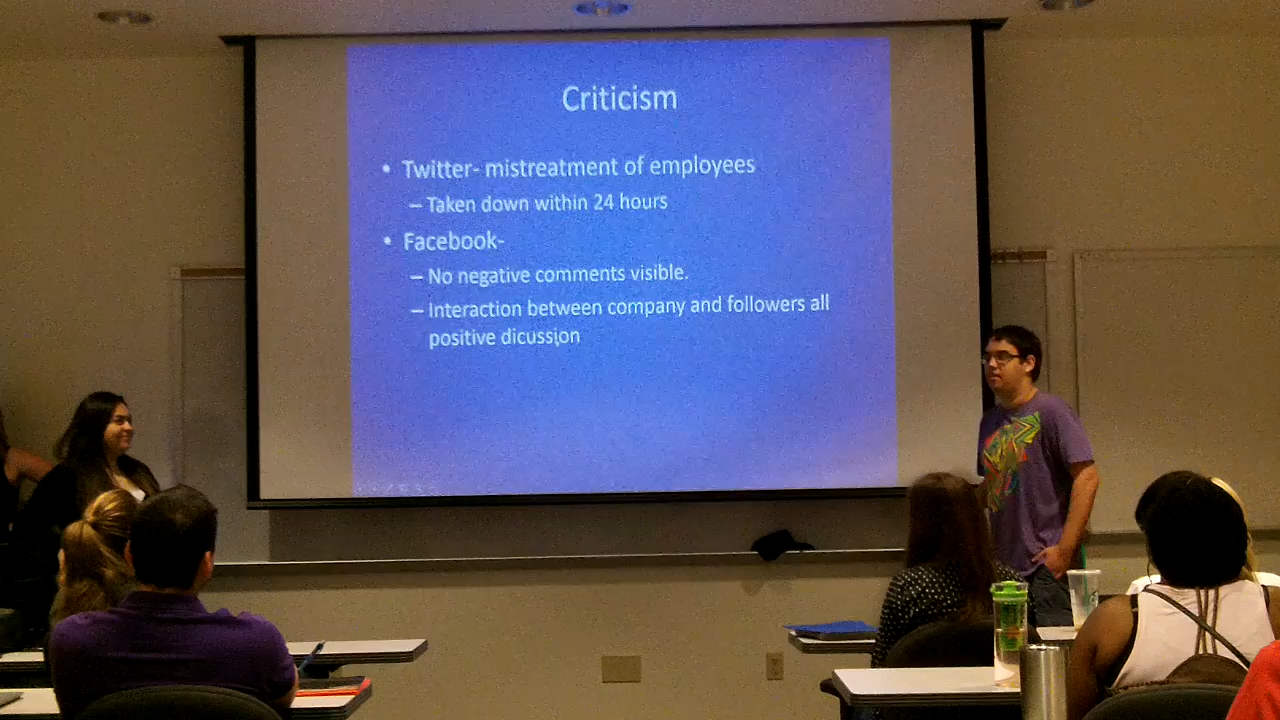 Criticism
• Twitter- mistreatment of employees
– Taken down within 24 hours
• Facebook-
– No negative comments visible.
– Interaction between company and followers all
positive dicussion